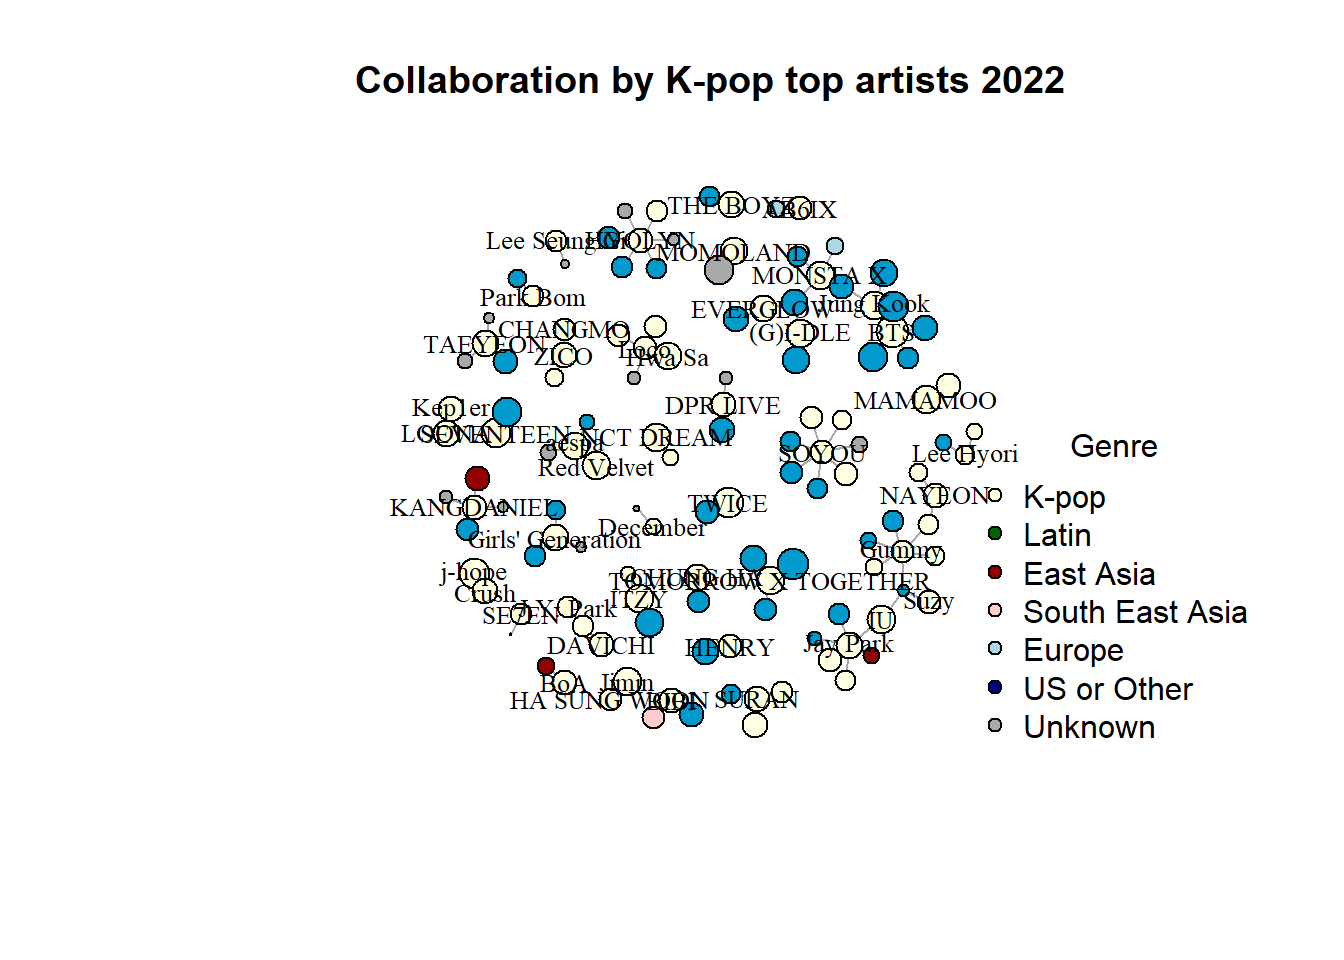 Collaboration by K-pop top artists 2022
THE BOYZ
AB6IX
Lee Seung Gi
HYOLYN
MOMOLAND
MONSTA X
Park Bom
EVERGLOW
Jung Kook
CHANGMO
(G)I-DLE
BTS
TAEYEON
ZICO
Loco
Hwa Sa
Kep1er
DPR LIVE
MAMAMOO
LOONA
SEVENTEEN
NCT DREAM
aespa
Red Velvet
SOYOU
Lee Hyori
KANGDANIEL
TWICE
NAYEON
December
Girls' Generation
Gummy
j-hope
CHUNG HA
TOMORROW X TOGETHER
Crush
ITZY
Suzy
SE7EN
J.Y. Park
IU
DAVICHI
HENRY
Jay Park
BoA
Jimin
HA SUNG WOON
SURAN
Genre
K-pop
Latin
East Asia
South East Asia
Europe
US or Other
Unknown